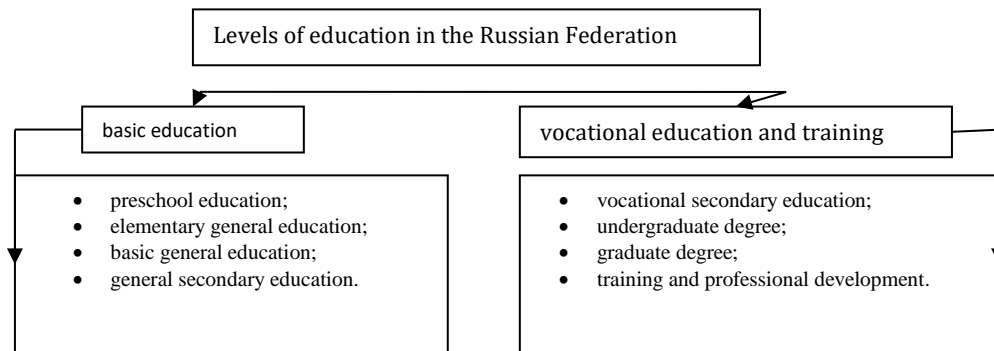 Levels of education in the Russian Federation
basic education
vocational education and training
• preschool education;
• elementary general education;
• basic general education;
• general secondary education.
• vocational secondary education;
• undergraduate degree;
• graduate degree;
• training and professional development.